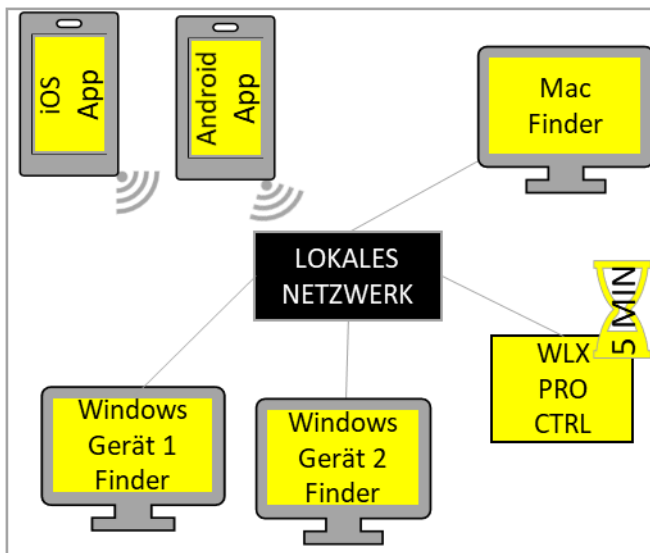 iOS
App
Android
App
Mac
Finder
LOKALES
NETZWERK
5 MIN
WLX
PRO
CTRL
Windows
Gerät 1
Finder
Windows
Gerät 2
Finder